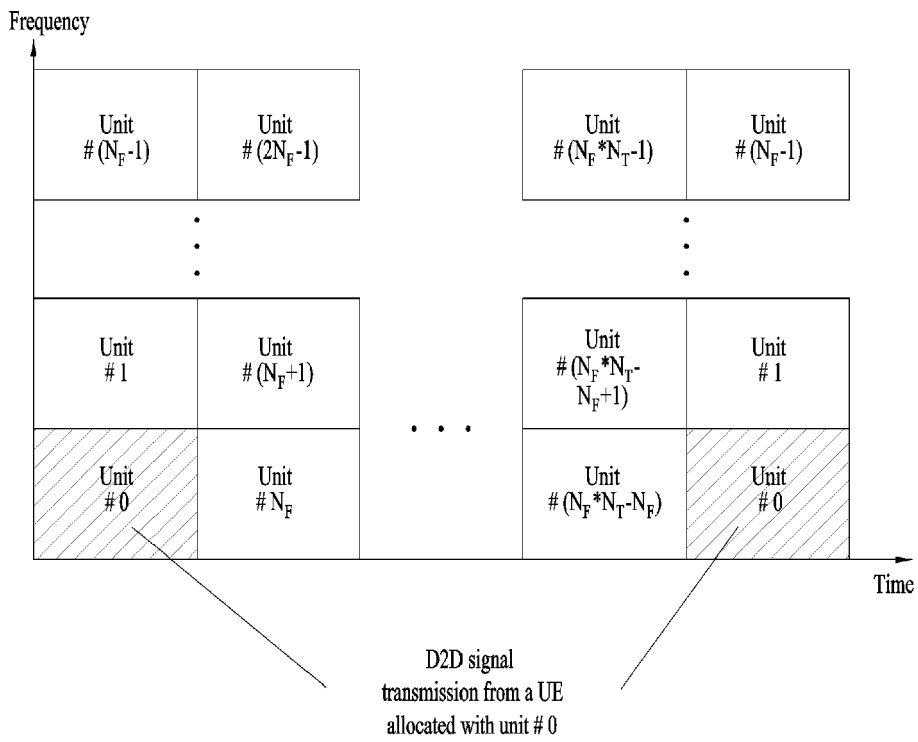 Frequency
Unit
# (N_F-1)
Unit
# (2N_F-1)
Unit
# (N_F*N_T-1)
Unit
# (N_F-1)
Unit
# 1
Unit
# (N_F+1)
Unit
# (N_F*N_T-
N_F+1)
Unit
# 1
Unit
# 0
Unit
# N_F
Unit
# (N_F*N_T-N_F)
Unit
# 0
Time
D2D signal
transmission from a UE
allocated with unit # 0